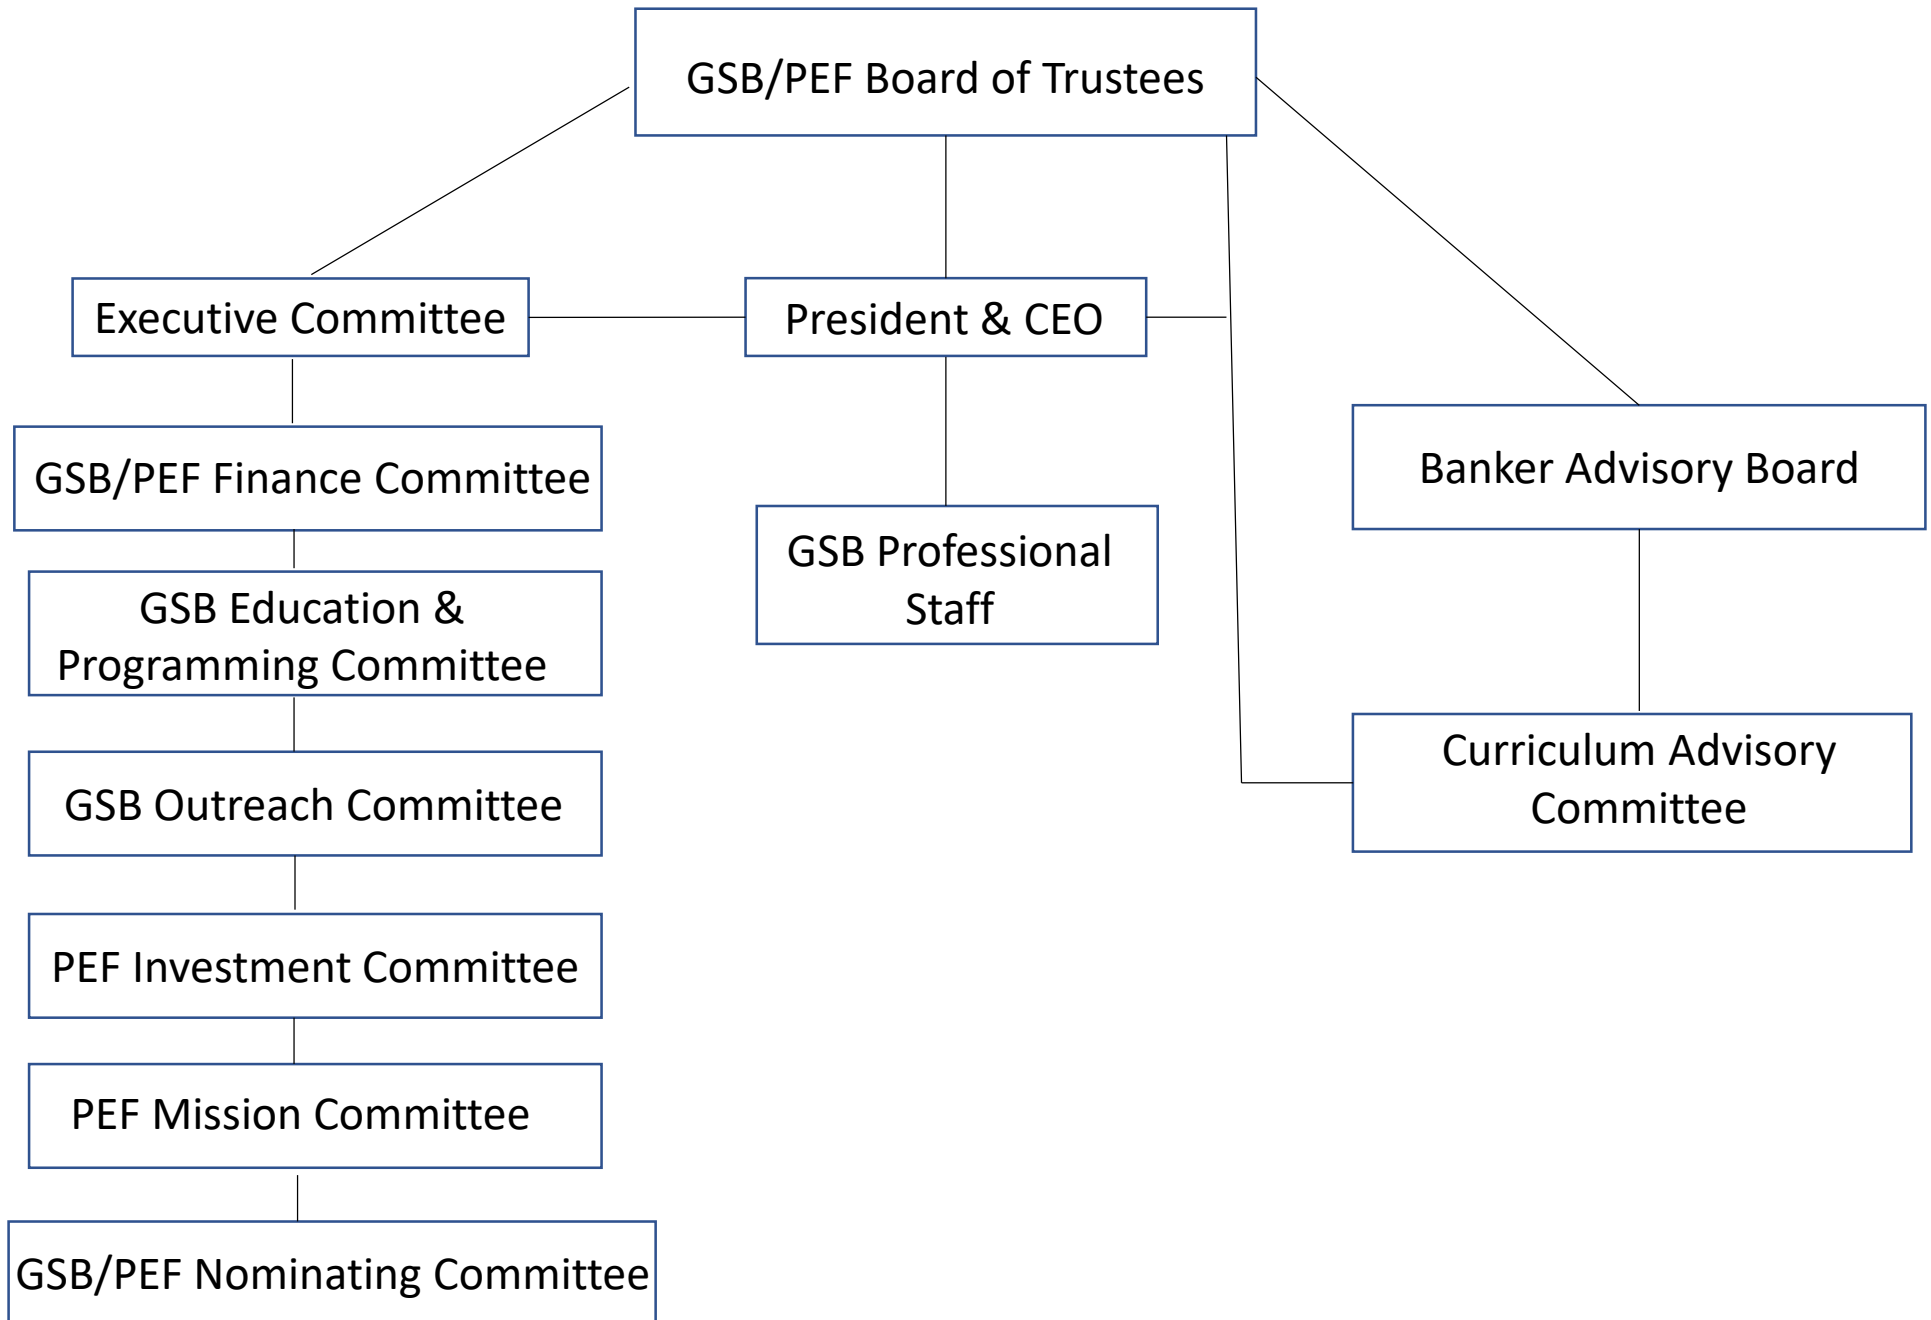 GSB/PEF Board of Trustees
Executive Committee
President & CEO
GSB/PEF Finance Committee
Banker Advisory Board
GSB Professional
Staff
GSB Education &
Programming Committee
GSB Outreach Committee
Curriculum Advisory
Committee
PEF Investment Committee
PEF Mission Committee
GSB/PEF Nominating Committee